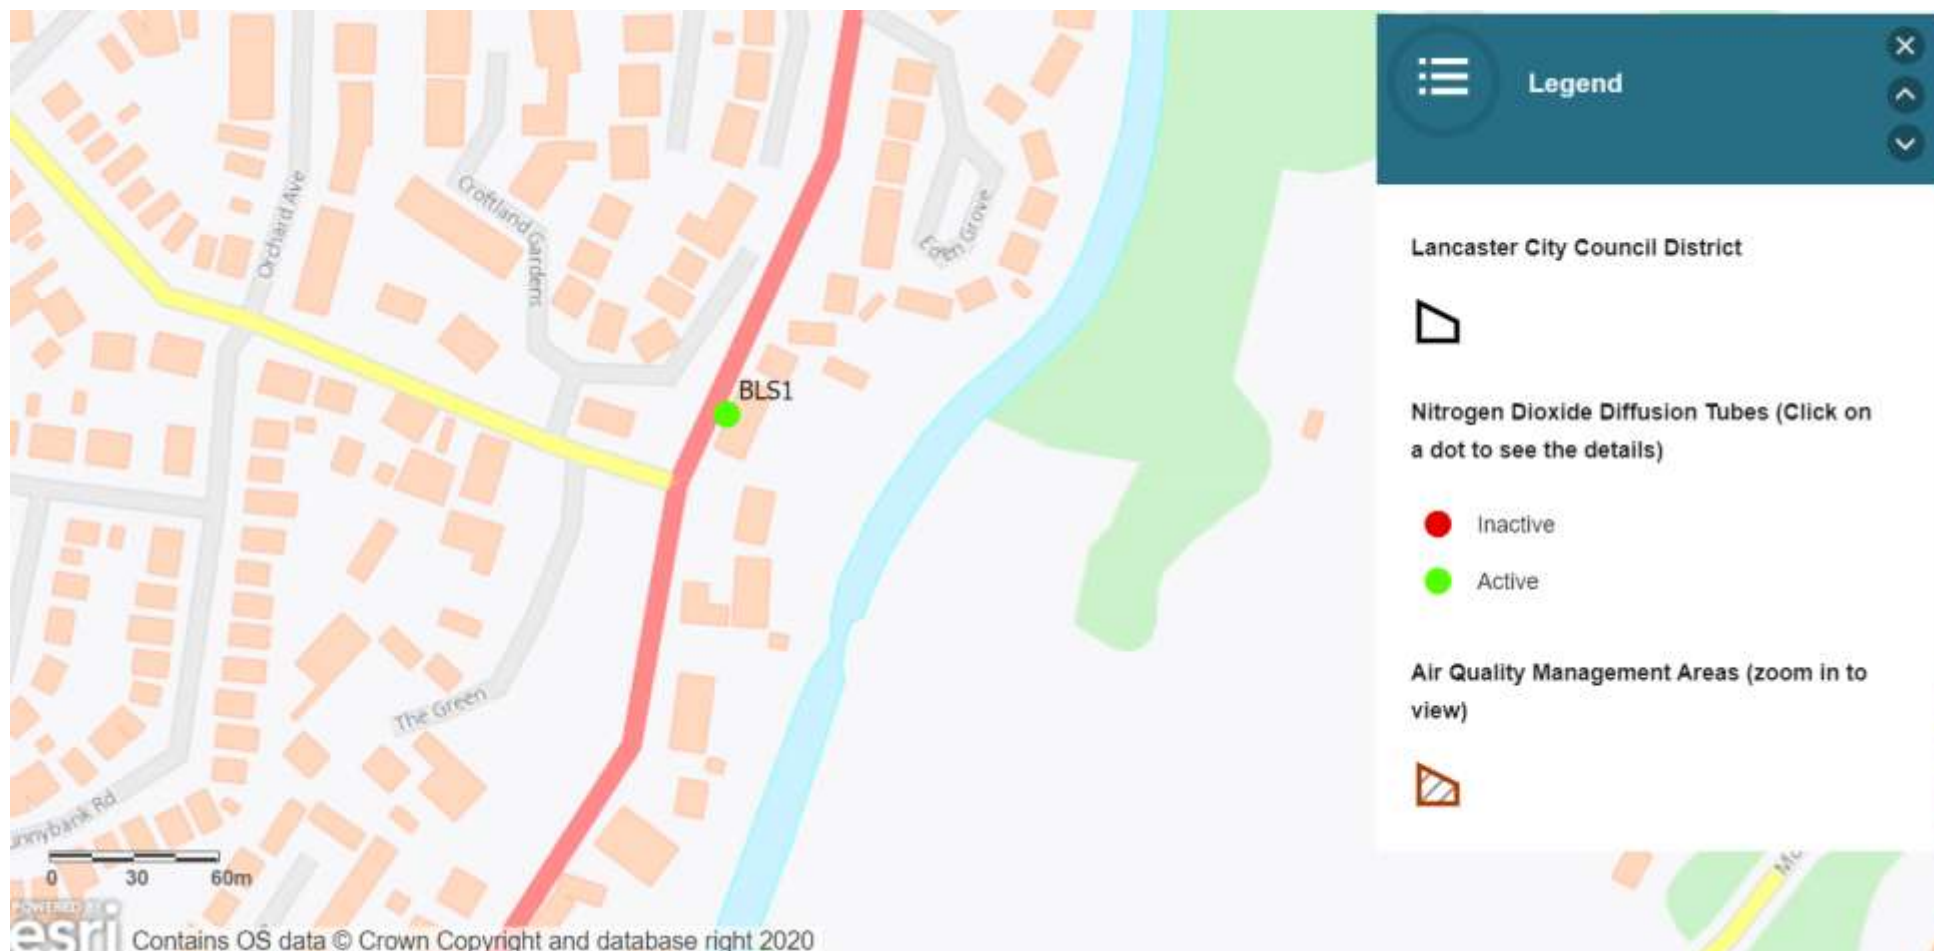 Legend
Lancaster City Council District
Nitrogen Dioxide Diffusion Tubes (Click on
a dot to see the details)
Inactive
Active
Air Quality Management Areas (zoom in to
view)
Orchard Ave
Croftland
Gardens
Eden Grove
BLS1
The Green
nnybank Rd
0 30 60m
POWERED BY
esri
Contains OS data © Crown Copyright and database right 2020